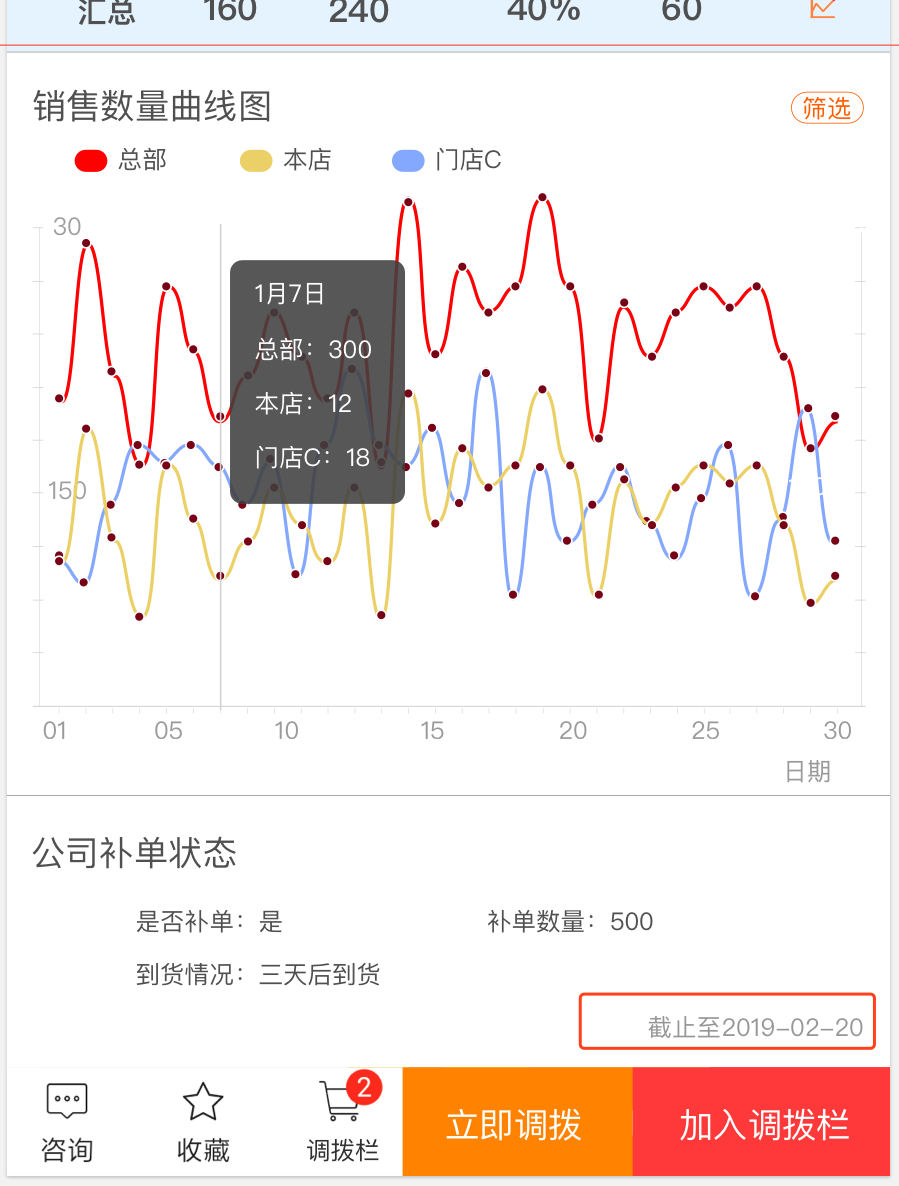 汇总 160 240 40% 60
销售数量曲线图 筛选
总部 本店 门店C
30
1月7日
总部：300
本店：12
门店C：18
150
01 05 10 15 20 25 30
日期
公司补单状态
是否补单：是 补单数量：500
到货情况：三天后到货
截止至2019-02-20
2
咨询 收藏 调拨栏 立即调拨 加入调拨栏